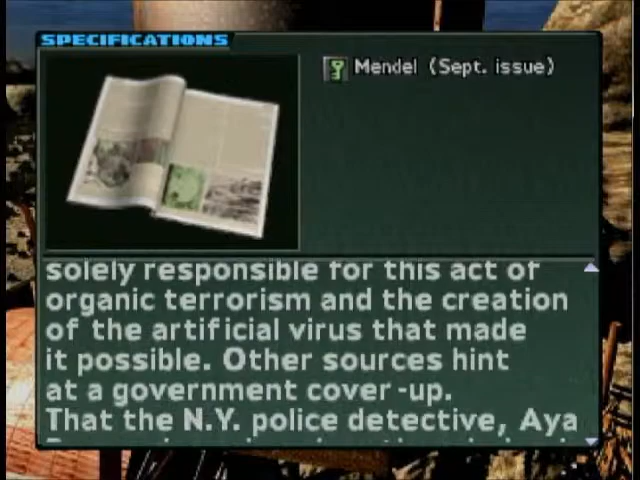 SPECIFICATIONS
Mendel (Sept. issue)
solely responsible for this act of
organic terrorism and the creation
of the artificial virus that made
it possible. Other sources hint
at a government cover-up.
That the N.Y. police detective, Aya